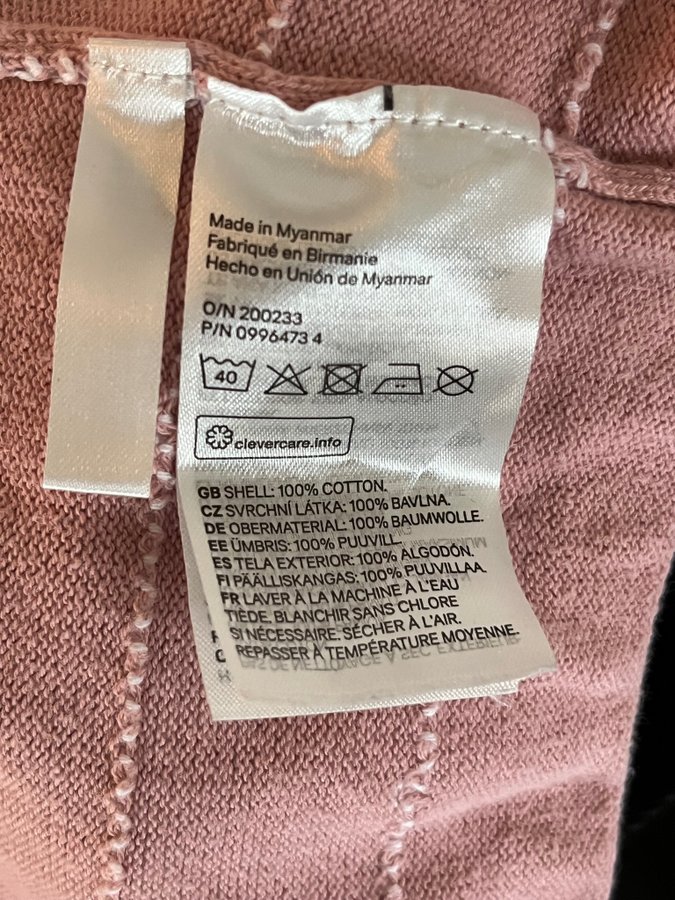 Made in Myanmar
Fabriqué en Birmanie
Hecho en Unión de Myanmar
O/N 200233
P/N 0996473 4
40
clevercare.info
GB SHELL: 100% COTTON.
CZ SVRCHNÍ LÁTKA: 100% BAVLNA.
DE OBERMATERIAL: 100% BAUMWOLLE.
EE ÜMBRIS: 100% PUUVILL.
ES TELA EXTERIOR: 100% ALGODÓN.
FI PÄÄLLISKANGAS: 100% PUUVILLAA.
FR LAVER À LA MACHINE À L'EAU
TIÈDE. BLANCHIR SANS CHLORE
SI NÉCESSAIRE. SÉCHER À L'AIR.
REPASSER À TEMPÉRATURE MOYENNE.